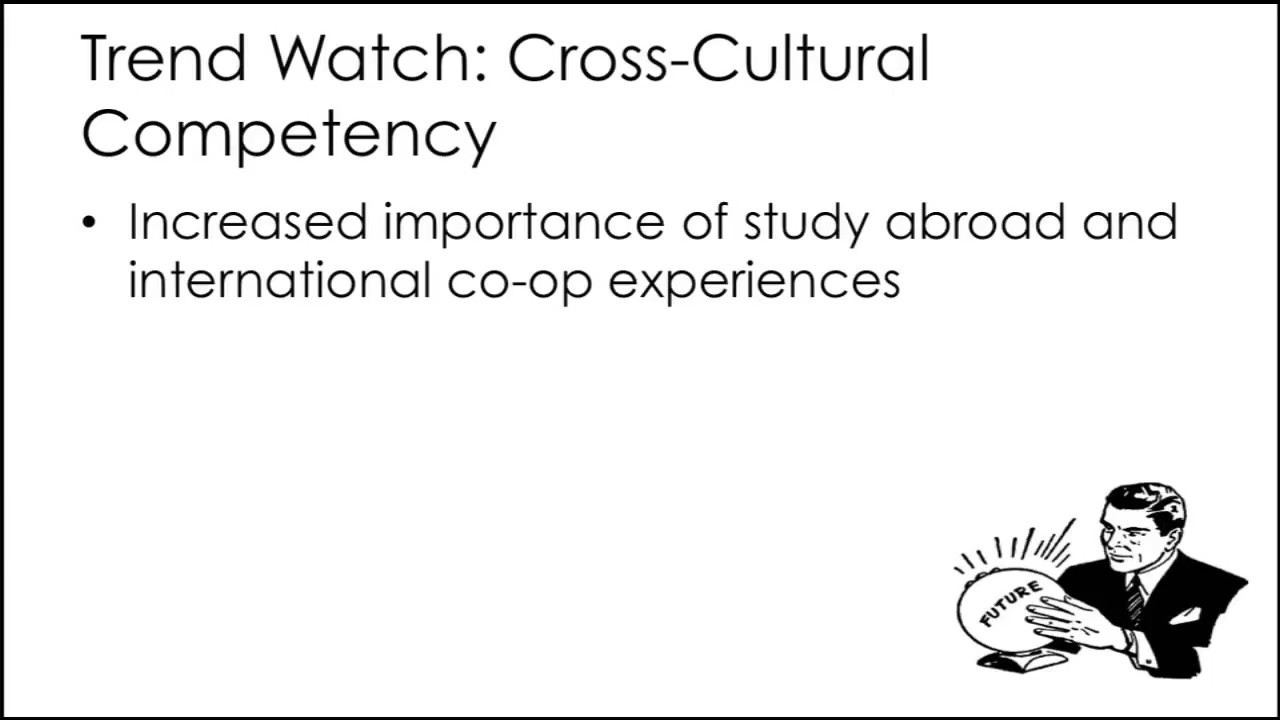 Trend Watch: Cross-Cultural
Competency
• Increased importance of study abroad and
international co-op experiences
FUTURE